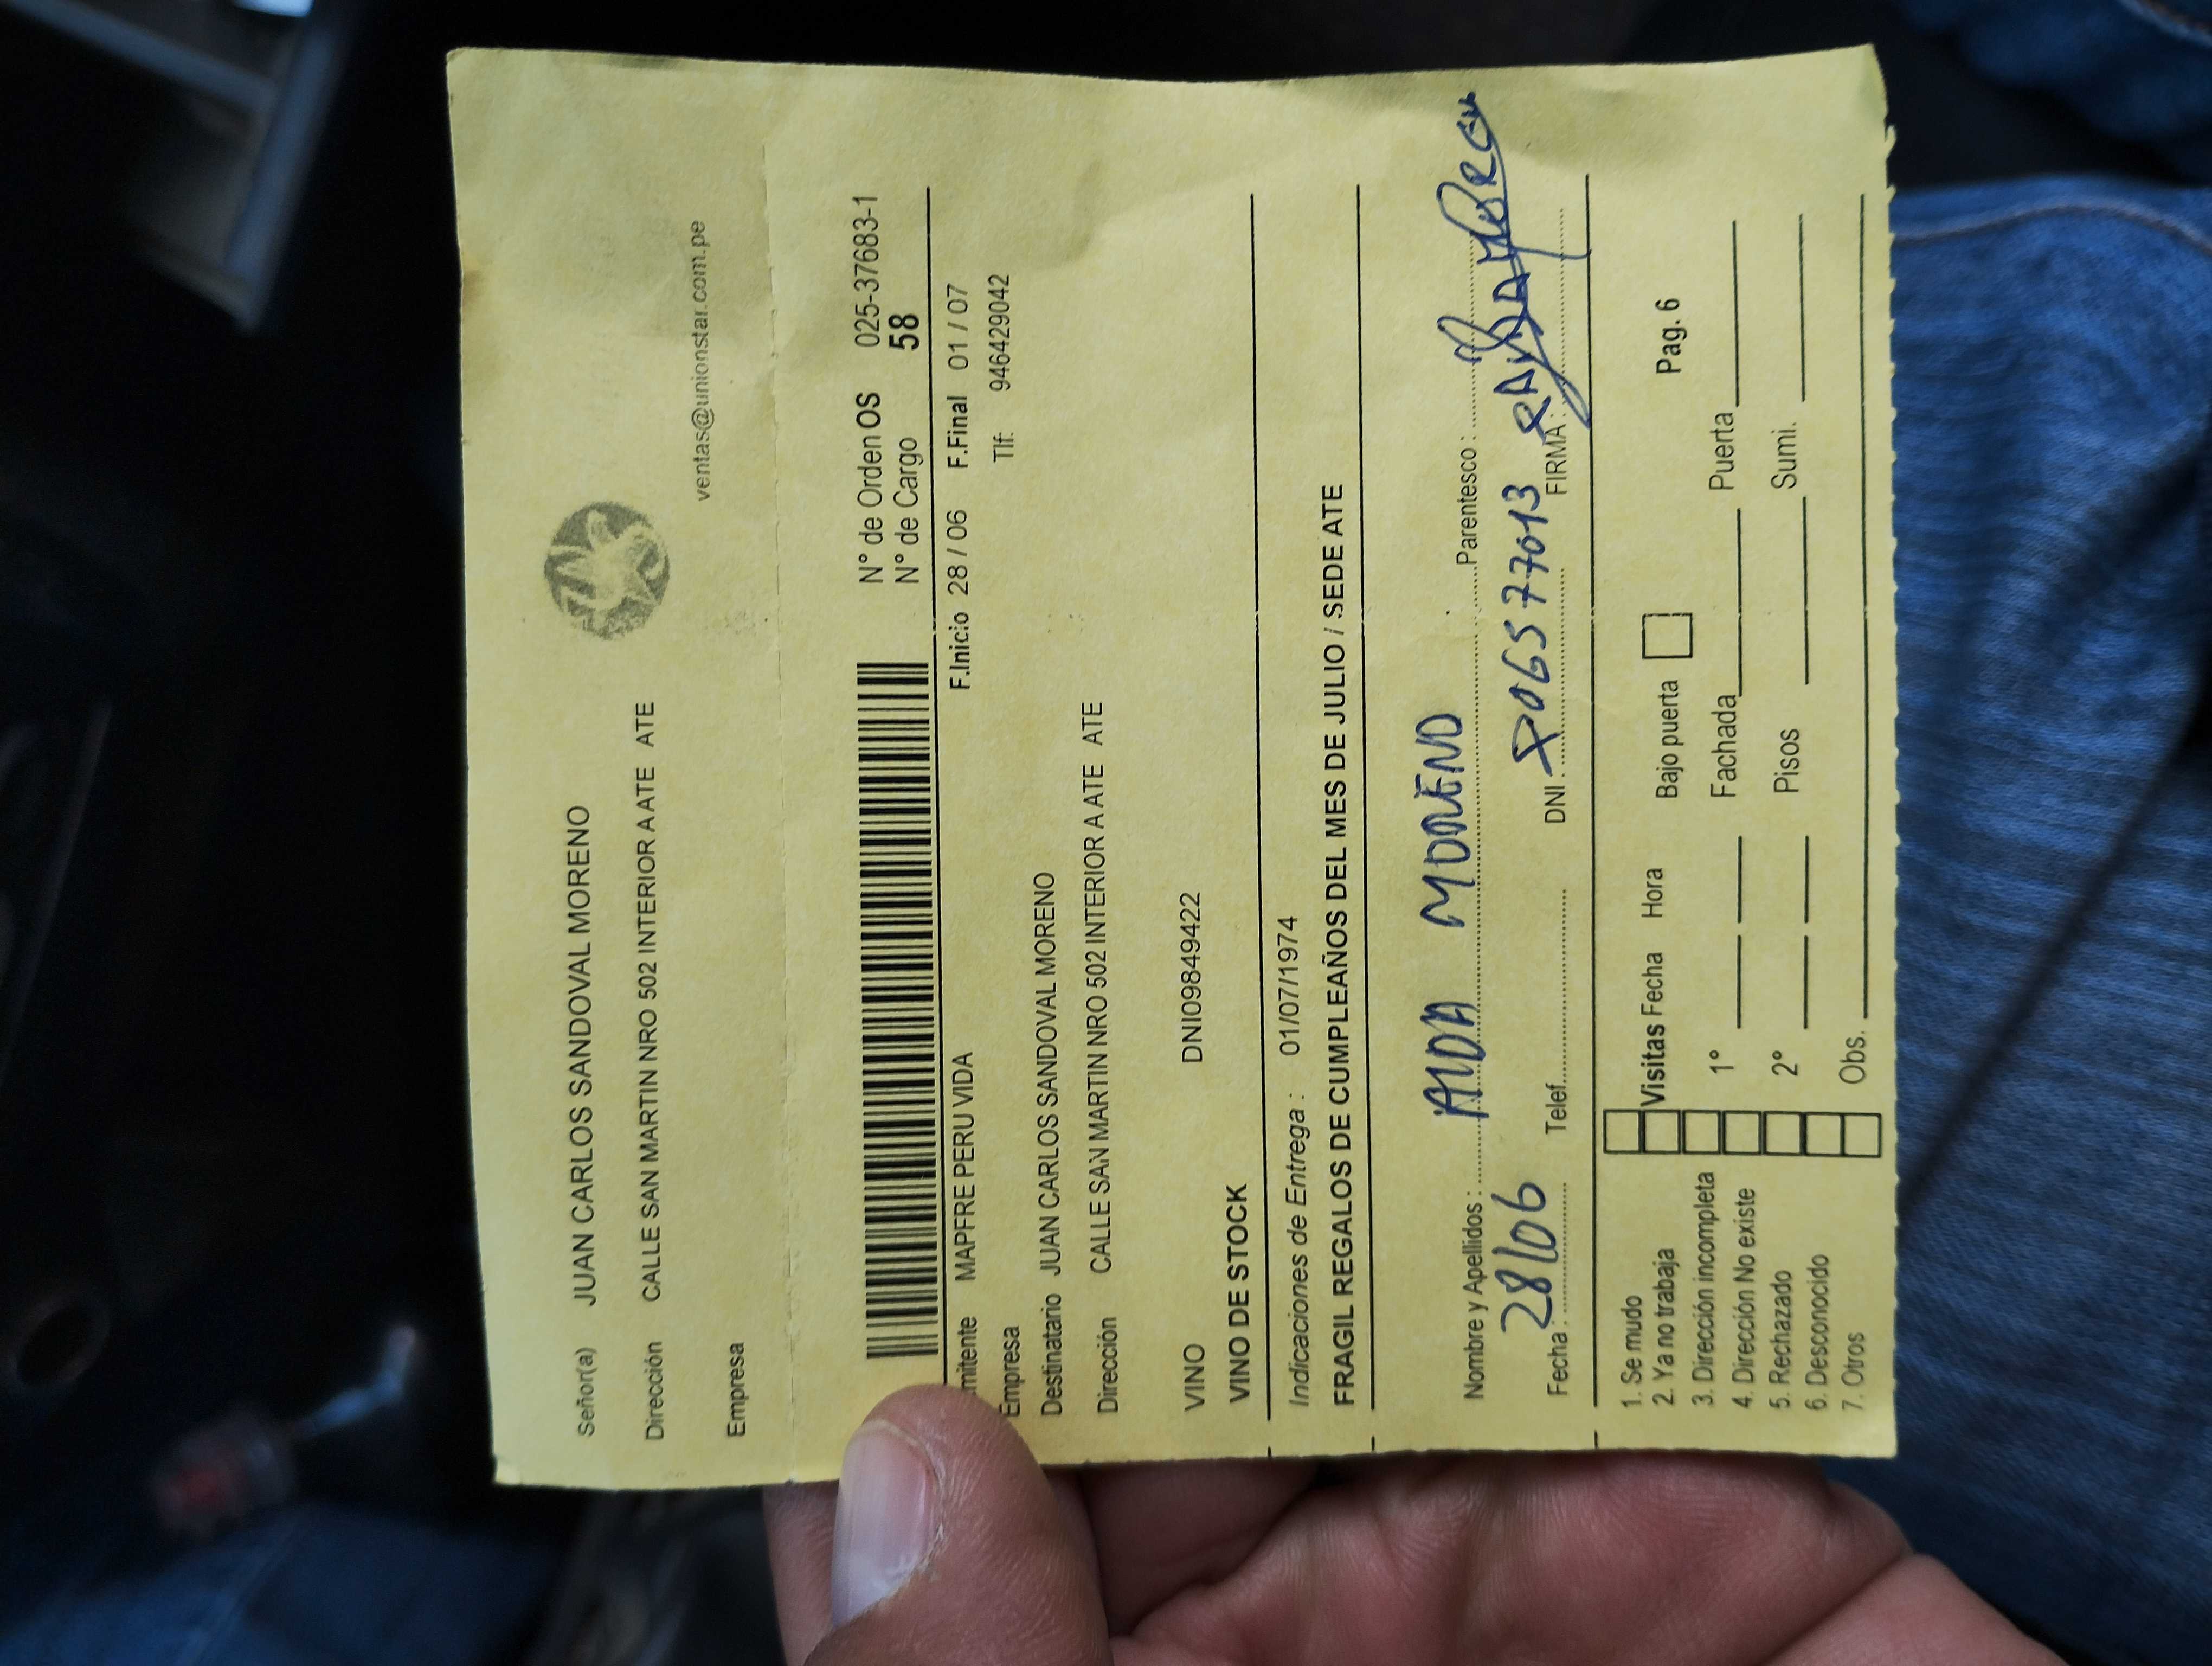 Señor(a) JUAN CARLOS SANDOVAL MORENO
Dirección CALLE SAN MARTIN NRO 502 INTERIOR A ATE ATE
ventas@unionstar.com.pe
Empresa
N° de Orden OS 025-37683-1
N° de Cargo 58
mitente MAPFRE PERU VIDA F.Inicio 28 / 06 F.Final 01 / 07
Empresa Tlf: 946429042
Destinatario JUAN CARLOS SANDOVAL MORENO
Dirección CALLE SAN MARTIN NRO 502 INTERIOR A ATE ATE
VINO DNI09849422
VINO DE STOCK
Indicaciones de Entrega : 01/07/1974
FRAGIL REGALOS DE CUMPLEAÑOS DEL MES DE JULIO / SEDE ATE
Nombre y Apellidos : AIDA MORENO Parentesco :
Fecha : 28/06 Telef. DNI. FIRMA :
1. Se mudo
2. Ya no trabaja Visitas Fecha Hora Bajo puerta Pag. 6
3. Dirección incompleta 1° Fachada Puerta
4. Dirección No existe
5. Rechazado 2° Pisos Sumi.
6. Desconocido
7. Otros Obs.